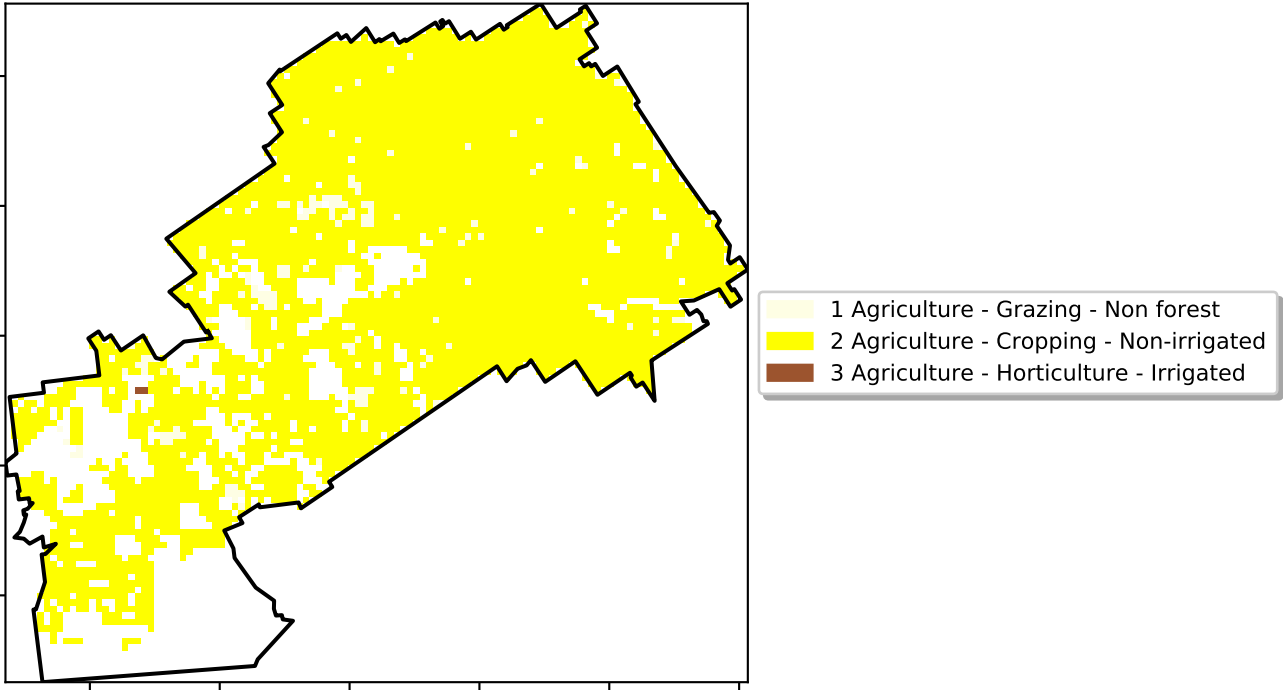 1 Agriculture - Grazing - Non forest
2 Agriculture - Cropping - Non-irrigated
3 Agriculture - Horticulture - Irrigated